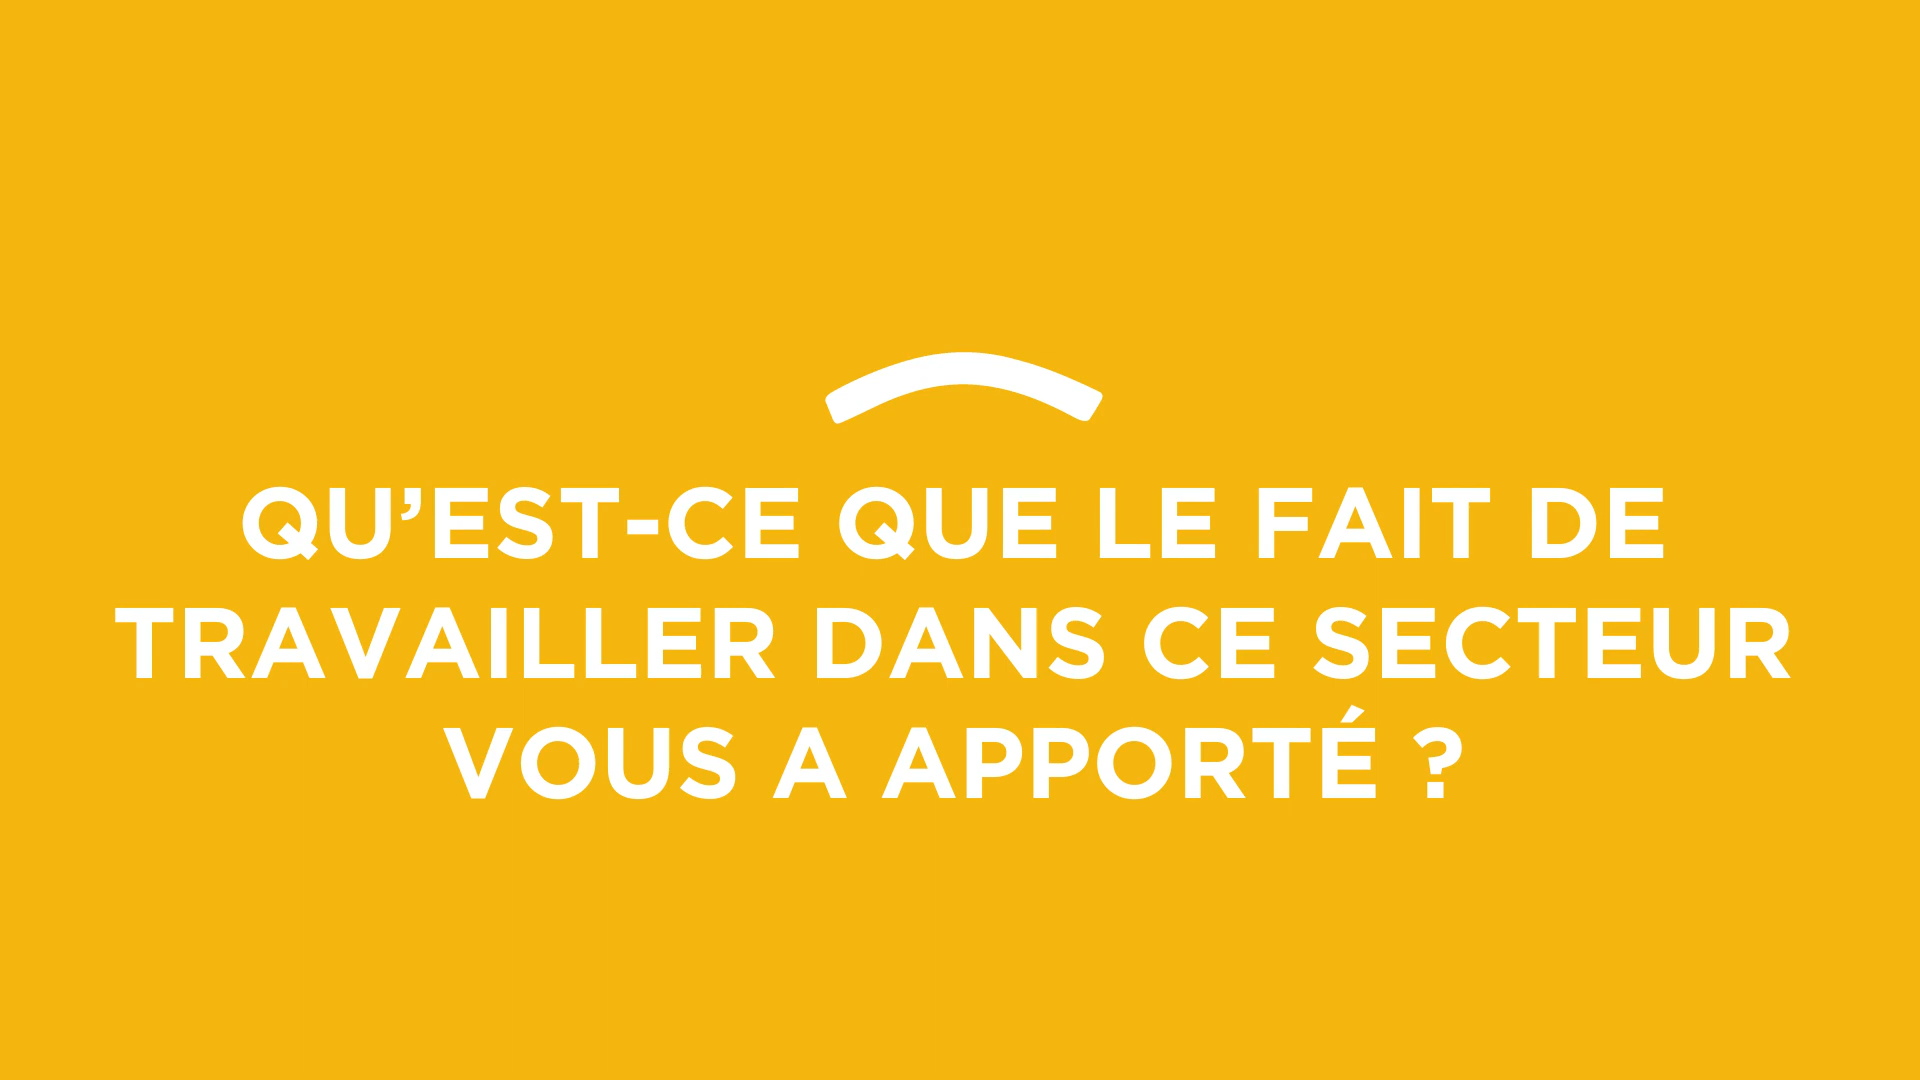 QU’EST-CE QUE LE FAIT DE
TRAVAILLER DANS CE SECTEUR
VOUS A APPORTÉ ?